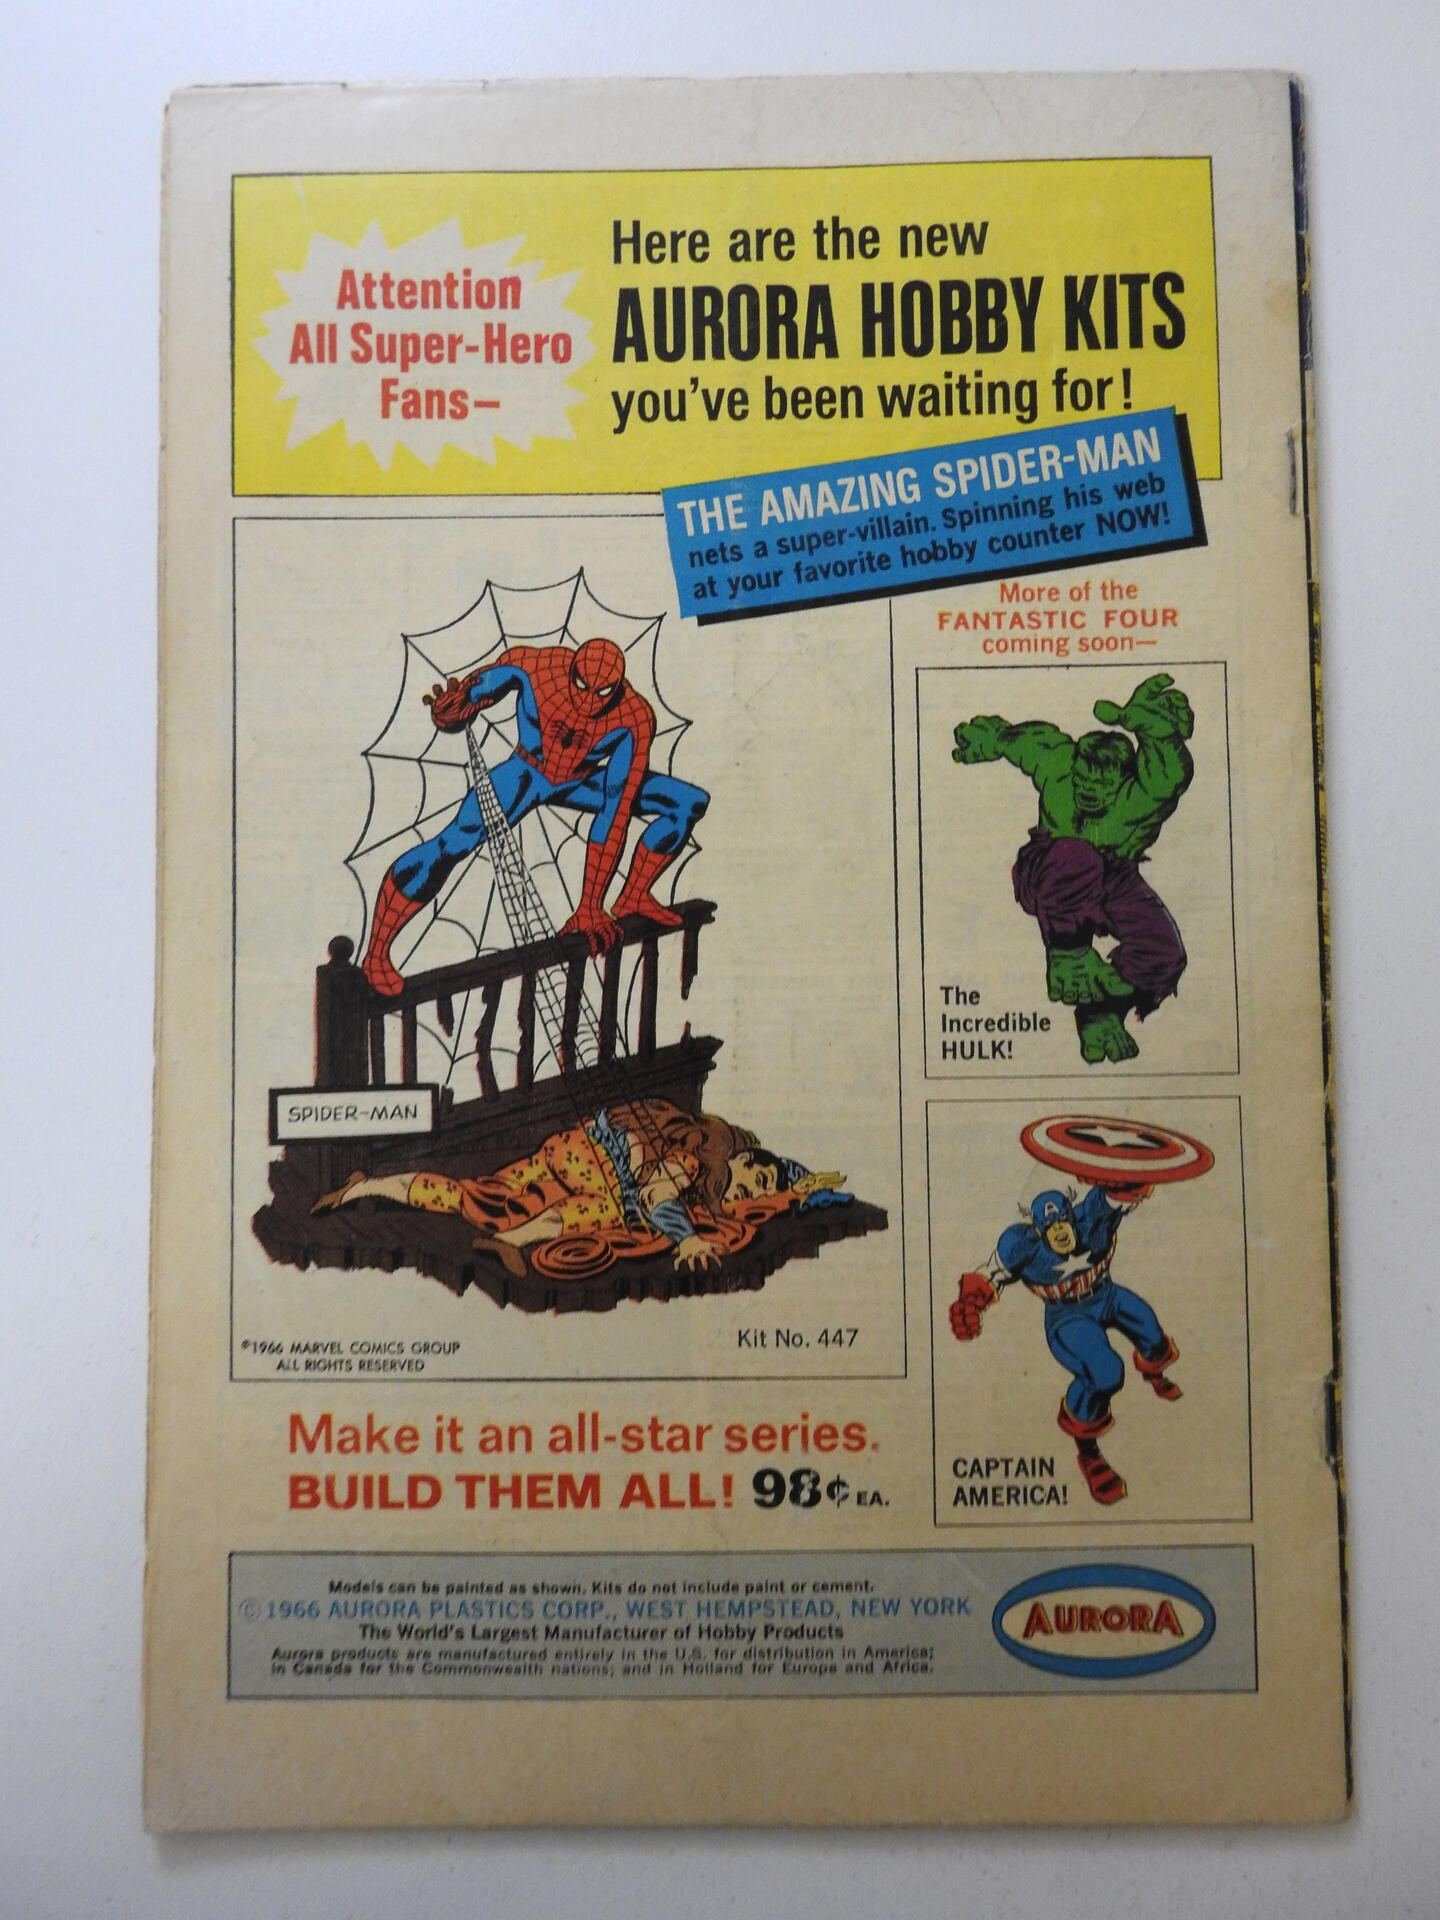 Attention
All Super-Hero
Fans—
Here are the new
AURORA HOBBY KITS
you've been waiting for!
THE AMAZING SPIDER-MAN
nets a super-villain. Spinning his web
at your favorite hobby counter NOW!
More of the
FANTASTIC FOUR
coming soon—
The
Incredible
HULK!
SPIDER-MAN
©1966 MARVEL COMICS GROUP
ALL RIGHTS RESERVED
Kit No. 447
CAPTAIN
AMERICA!
Make it an all-star series.
BUILD THEM ALL! 98¢ EA.
Models can be painted as shown. Kits do not include paint or cement.
© 1966 AURORA PLASTICS CORP., WEST HEMPSTEAD, NEW YORK
The World's Largest Manufacturer of Hobby Products
Aurora products are manufactured entirely in the U.S. for distribution in America;
in Canada for the Commonwealth nations; and in Holland for Europe and Africa.
AURORA